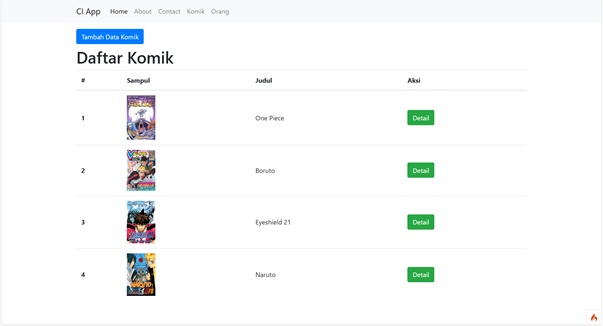 CI App Home About Contact Komik Orang
Tambah Data Komik
Daftar Komik
# Sampul Judul Aksi
1 One Piece Detail
2 Boruto Detail
3 Eyeshield 21 Detail
4 Naruto Detail